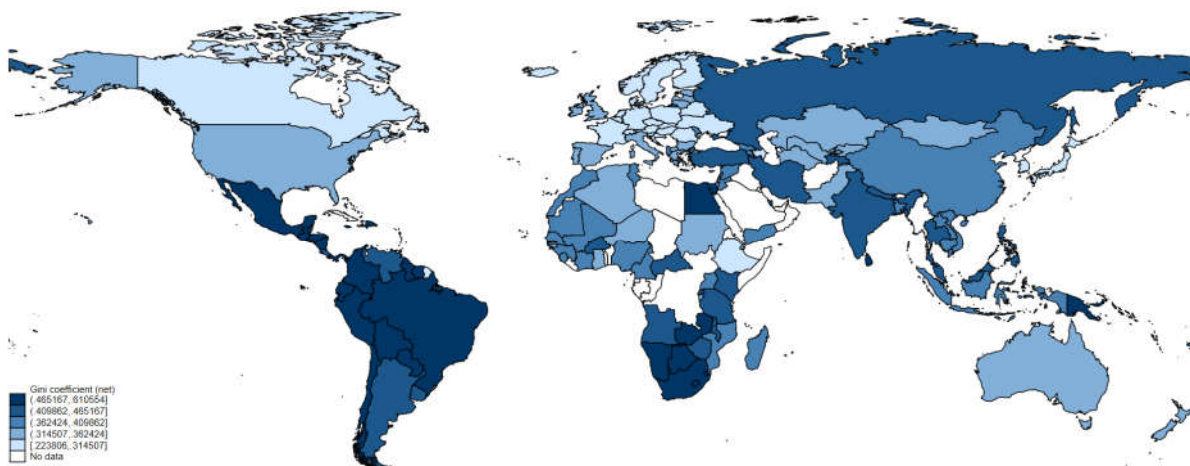 Gini coefficient (net)
(.465167,.610554]
(.409862,.465167]
(.362424,.409862]
(.314507,.362424]
[.223806,.314507]
No data